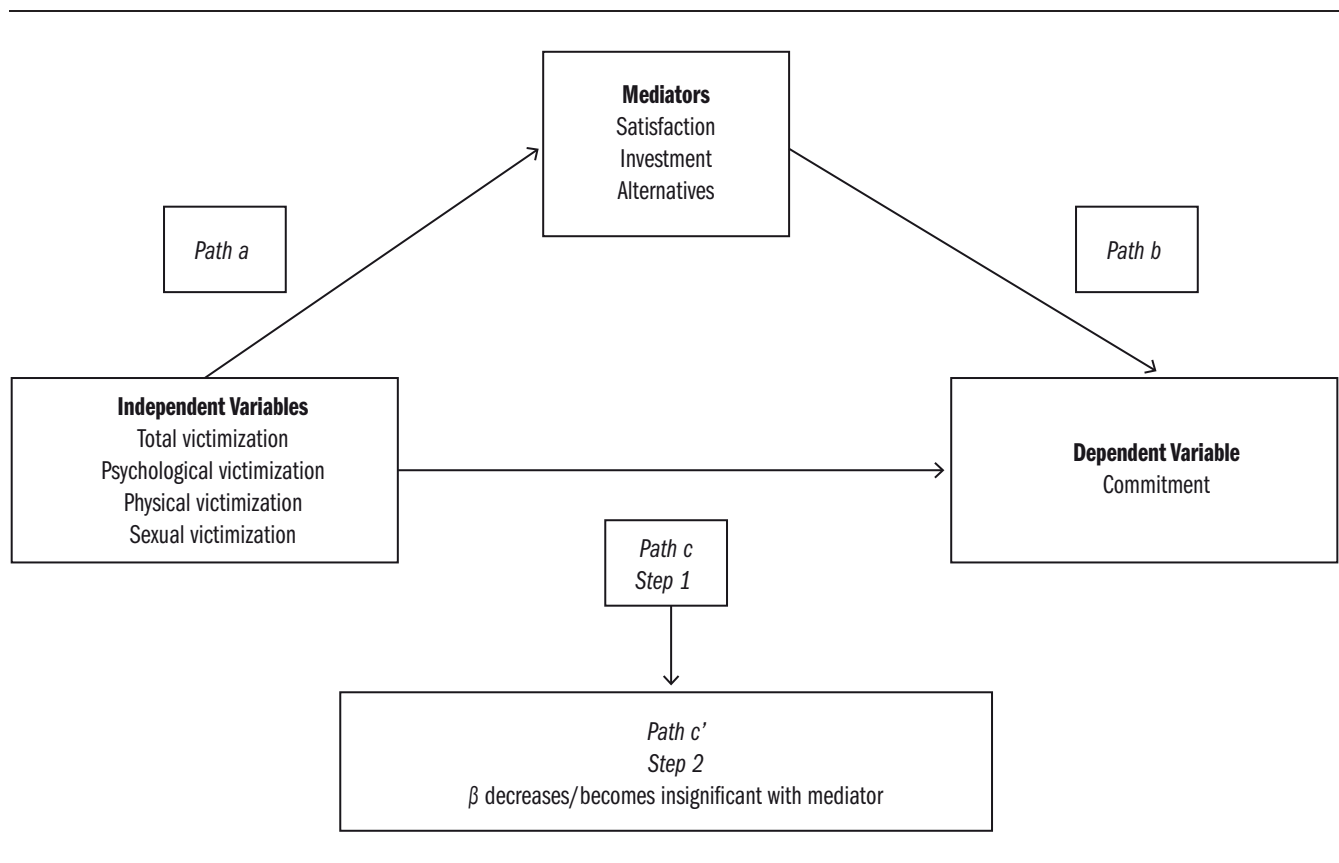 Mediators
Satisfaction
Investment
Alternatives
Path a
Path b
Independent Variables
Total victimization
Psychological victimization
Physical victimization
Sexual victimization
Dependent Variable
Commitment
Path c
Step 1
Path c’
Step 2
β decreases/becomes insignificant with mediator